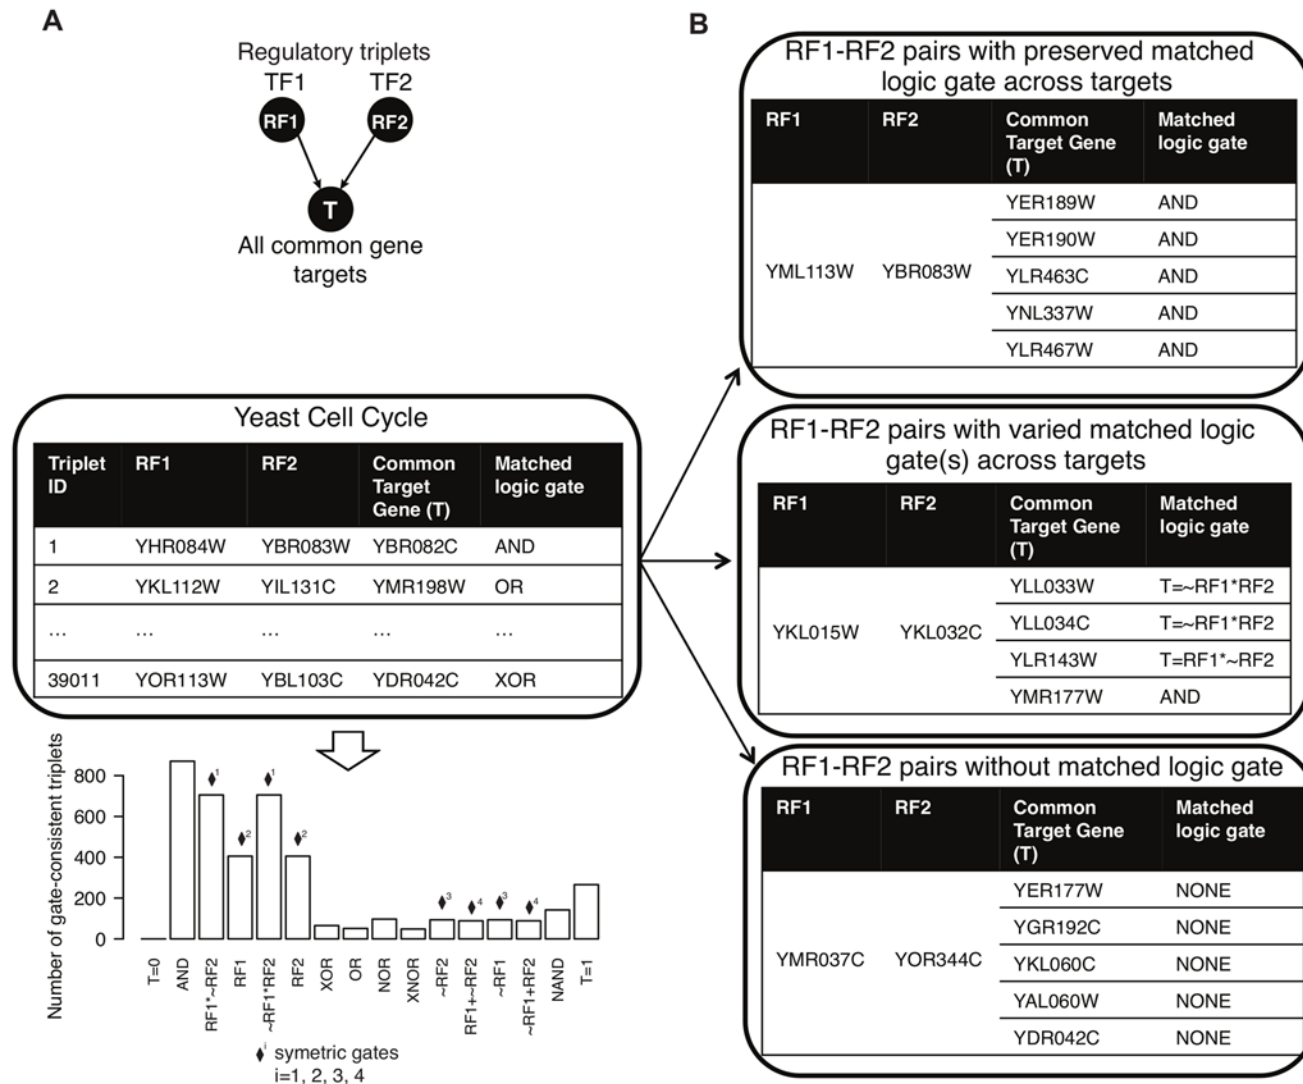 A
Regulatory triplets
TF1 TF2
RF1 RF2
T
All common gene
targets
Yeast Cell Cycle
Triplet ID RF1 RF2 Common Target Gene (T) Matched logic gate
1 YHR084W YBR083W YBR082C AND
2 YKL112W YIL131C YMR198W OR
... ... ... ... ...
39011 YOR113W YBL103C YDR042C XOR
Number of gate-consistent triplets
800
600
400
200
0
♦1 ♦2 ♦1 ♦2 ♦3 ♦4 ♦3 ♦4
T=0
AND
RF1*~RF2
RF1
~RF1*RF2
RF2
XOR
OR
NOR
XNOR
~RF2
RF1+~RF2
~RF1
~RF1+RF2
NAND
T=1
♦i symetric gates
i=1, 2, 3, 4
B
RF1-RF2 pairs with preserved matched
logic gate across targets
RF1 RF2 Common Target Gene (T) Matched logic gate
YML113W YBR083W
YER189W AND
YER190W AND
YLR463C AND
YNL337W AND
YLR467W AND
RF1-RF2 pairs with varied matched logic
gate(s) across targets
RF1 RF2 Common Target Gene (T) Matched logic gate
YKL015W YKL032C
YLL033W T=~RF1*RF2
YLL034C T=~RF1*RF2
YLR143W T=RF1*~RF2
YMR177W AND
RF1-RF2 pairs without matched logic gate
RF1 RF2 Common Target Gene (T) Matched logic gate
YMR037C YOR344C
YER177W NONE
YGR192C NONE
YKL060C NONE
YAL060W NONE
YDR042C NONE